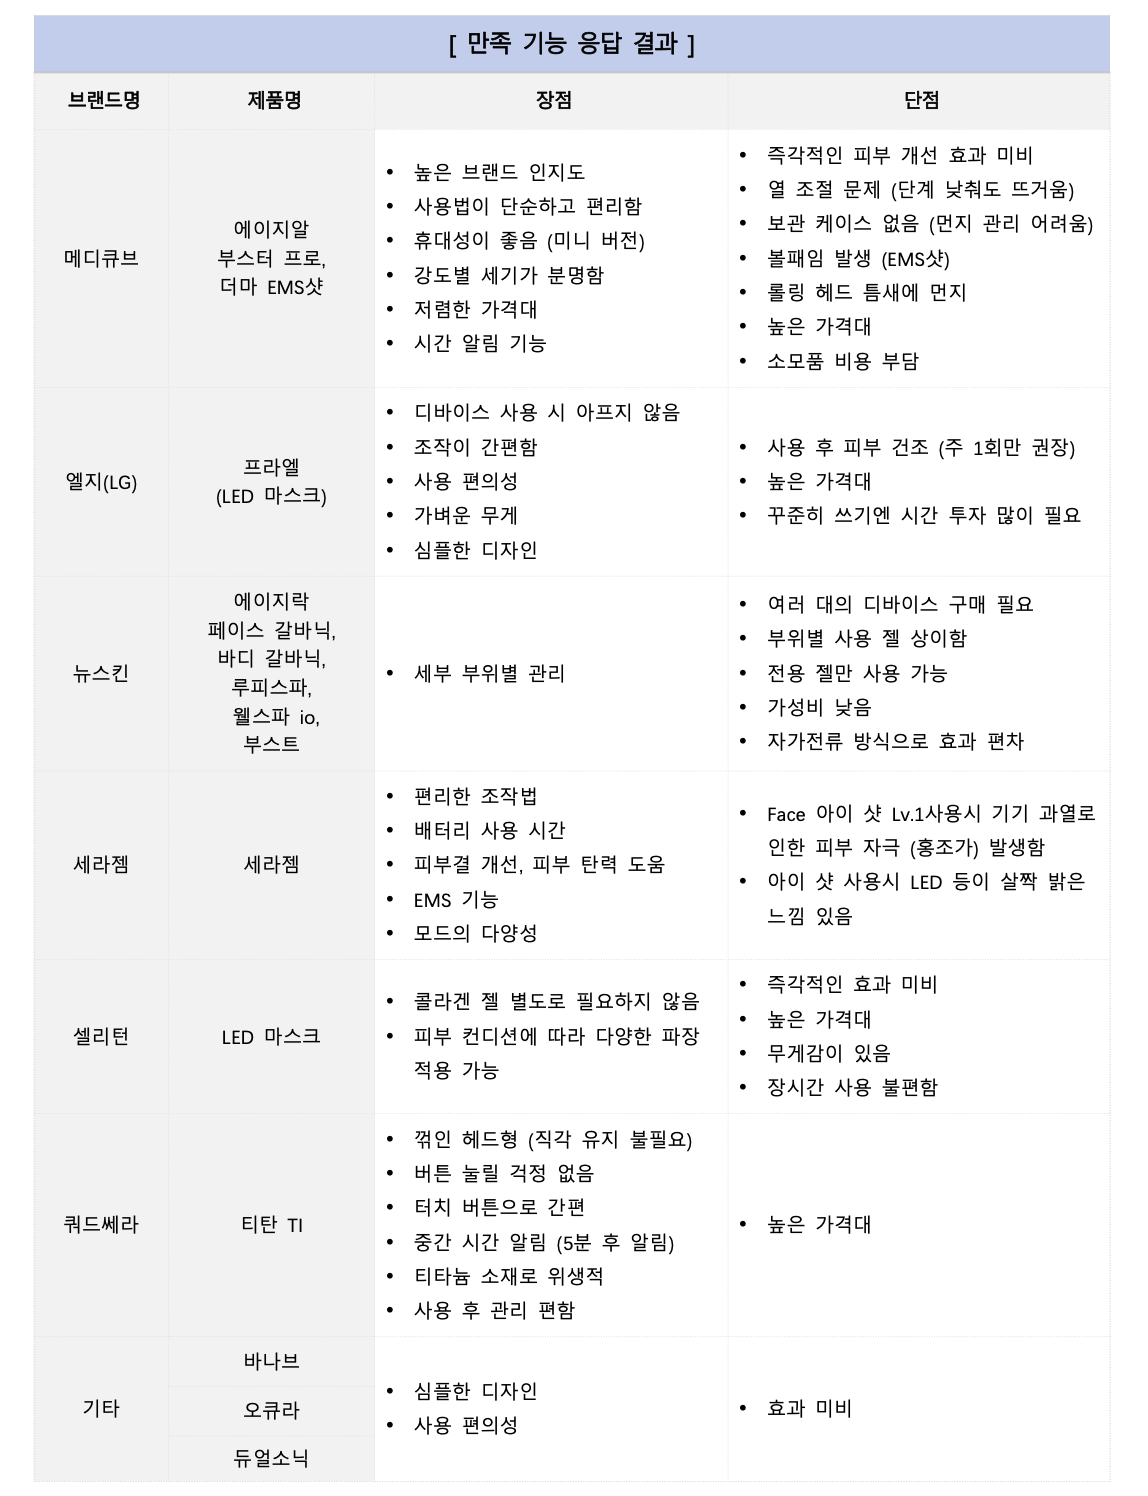 [ 만족 기능 응답 결과 ]
브랜드명
제품명
장점
단점
메디큐브
에이지알
부스터 프로,
더마 EMS샷
• 높은 브랜드 인지도
• 사용법이 단순하고 편리함
• 휴대성이 좋음 (미니 버전)
• 강도별 세기가 분명함
• 저렴한 가격대
• 시간 알림 기능
• 즉각적인 피부 개선 효과 미비
• 열 조절 문제 (단계 낮춰도 뜨거움)
• 보관 케이스 없음 (먼지 관리 어려움)
• 볼패임 발생 (EMS샷)
• 롤링 헤드 틈새에 먼지
• 높은 가격대
• 소모품 비용 부담
엘지(LG)
프라엘
(LED 마스크)
• 디바이스 사용 시 아프지 않음
• 조작이 간편함
• 사용 편의성
• 가벼운 무게
• 심플한 디자인
• 사용 후 피부 건조 (주 1회만 권장)
• 높은 가격대
• 꾸준히 쓰기엔 시간 투자 많이 필요
뉴스킨
에이지락
페이스 갈바닉,
바디 갈바닉,
루피스파,
웰스파 io,
부스트
• 세부 부위별 관리
• 여러 대의 디바이스 구매 필요
• 부위별 사용 젤 상이함
• 전용 젤만 사용 가능
• 가성비 낮음
• 자가전류 방식으로 효과 편차
세라젬
세라젬
• 편리한 조작법
• 배터리 사용 시간
• 피부결 개선, 피부 탄력 도움
• EMS 기능
• 모드의 다양성
• Face 아이 샷 Lv.1사용시 기기 과열로
인한 피부 자극 (홍조가) 발생함
• 아이 샷 사용시 LED 등이 살짝 밝은
느낌 있음
셀리턴
LED 마스크
• 콜라겐 젤 별도로 필요하지 않음
• 피부 컨디션에 따라 다양한 파장
적용 가능
• 즉각적인 효과 미비
• 높은 가격대
• 무게감이 있음
• 장시간 사용 불편함
쿼드쎄라
티탄 TI
• 꺾인 헤드형 (직각 유지 불필요)
• 버튼 눌릴 걱정 없음
• 터치 버튼으로 간편
• 중간 시간 알림 (5분 후 알림)
• 티타늄 소재로 위생적
• 사용 후 관리 편함
• 높은 가격대
기타
바나브
오큐라
듀얼소닉
• 심플한 디자인
• 사용 편의성
• 효과 미비